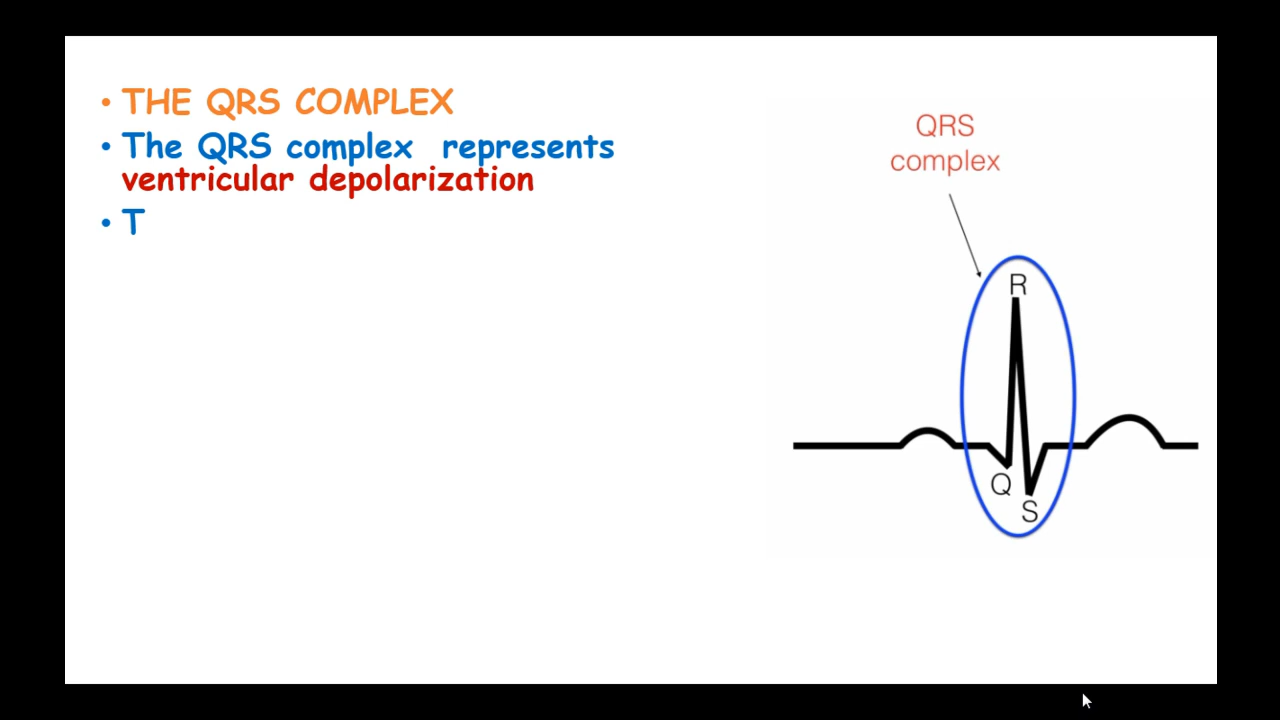 • THE QRS COMPLEX
• The QRS complex represents
ventricular depolarization
• T
QRS
complex
R
Q
S